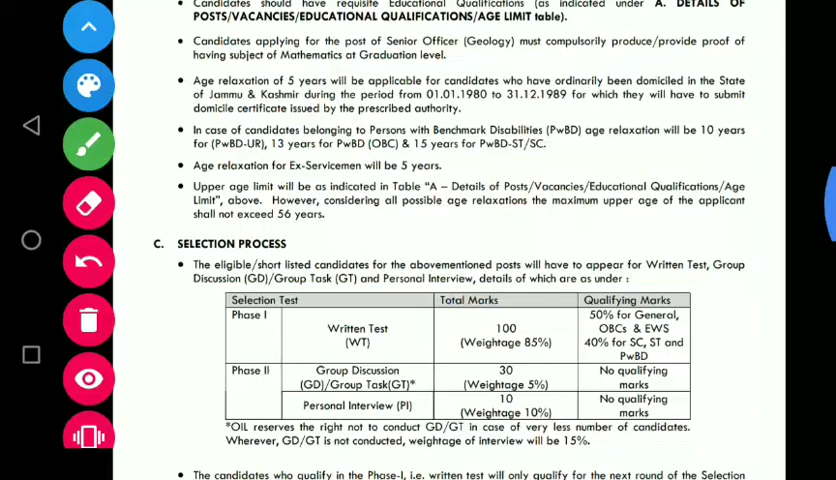 Candidates should have requisite Educational Qualifications (as indicated under A. DETAILS OF
POSTS/VACANCIES/EDUCATIONAL QUALIFICATIONS/AGE LIMIT table).
• Candidates applying for the post of Senior Officer (Geology) must compulsorily produce/provide proof of
having subject of Mathematics at Graduation level.
• Age relaxation of 5 years will be applicable for candidates who have ordinarily been domiciled in the State
of Jammu & Kashmir during the period from 01.01.1980 to 31.12.1989 for which they will have to submit
domicile certificate issued by the prescribed authority.
• In case of candidates belonging to Persons with Benchmark Disabilities (PwBD) age relaxation will be 10 years
for (PwBD-UR), 13 years for PwBD (OBC) & 15 years for PwBD-ST/SC.
• Age relaxation for Ex-Servicemen will be 5 years.
• Upper age limit will be as indicated in Table "A – Details of Posts/Vacancies/Educational Qualifications/Age
Limit", above. However, considering all possible age relaxations the maximum upper age of the applicant
shall not exceed 56 years.
C. SELECTION PROCESS
• The eligible/short listed candidates for the abovementioned posts will have to appear for Written Test, Group
Discussion (GD)/Group Task (GT) and Personal Interview, details of which are as under :
Selection Test Total Marks Qualifying Marks
Phase I
Written Test
(WT)
100
(Weightage 85%)
50% for General,
OBCs & EWS
40% for SC, ST and
PwBD
Phase II
Group Discussion
(GD)/Group Task(GT)*
30
(Weightage 5%)
No qualifying
marks
Personal Interview (PI)
10
(Weightage 10%)
No qualifying
marks
*OIL reserves the right not to conduct GD/GT in case of very less number of candidates.
Wherever, GD/GT is not conducted, weightage of interview will be 15%.
• The candidates who qualify in the Phase-I, i.e. written test will only qualify for the next round of the Selection